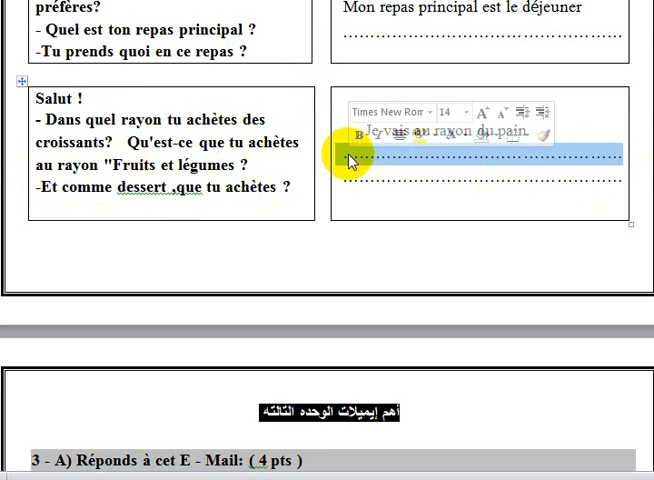 préfères?
- Quel est ton repas principal ?
-Tu prends quoi en ce repas ?
Mon repas principal est le déjeuner
Salut !
- Dans quel rayon tu achètes des
croissants? Qu'est-ce que tu achètes
au rayon "Fruits et légumes ?
-Et comme dessert ,que tu achètes ?
Times New Ror 14
Je vais au rayon du pain.
أهم إيميلات الوحده الثالثه
3 - A) Réponds à cet E - Mail: ( 4 pts )